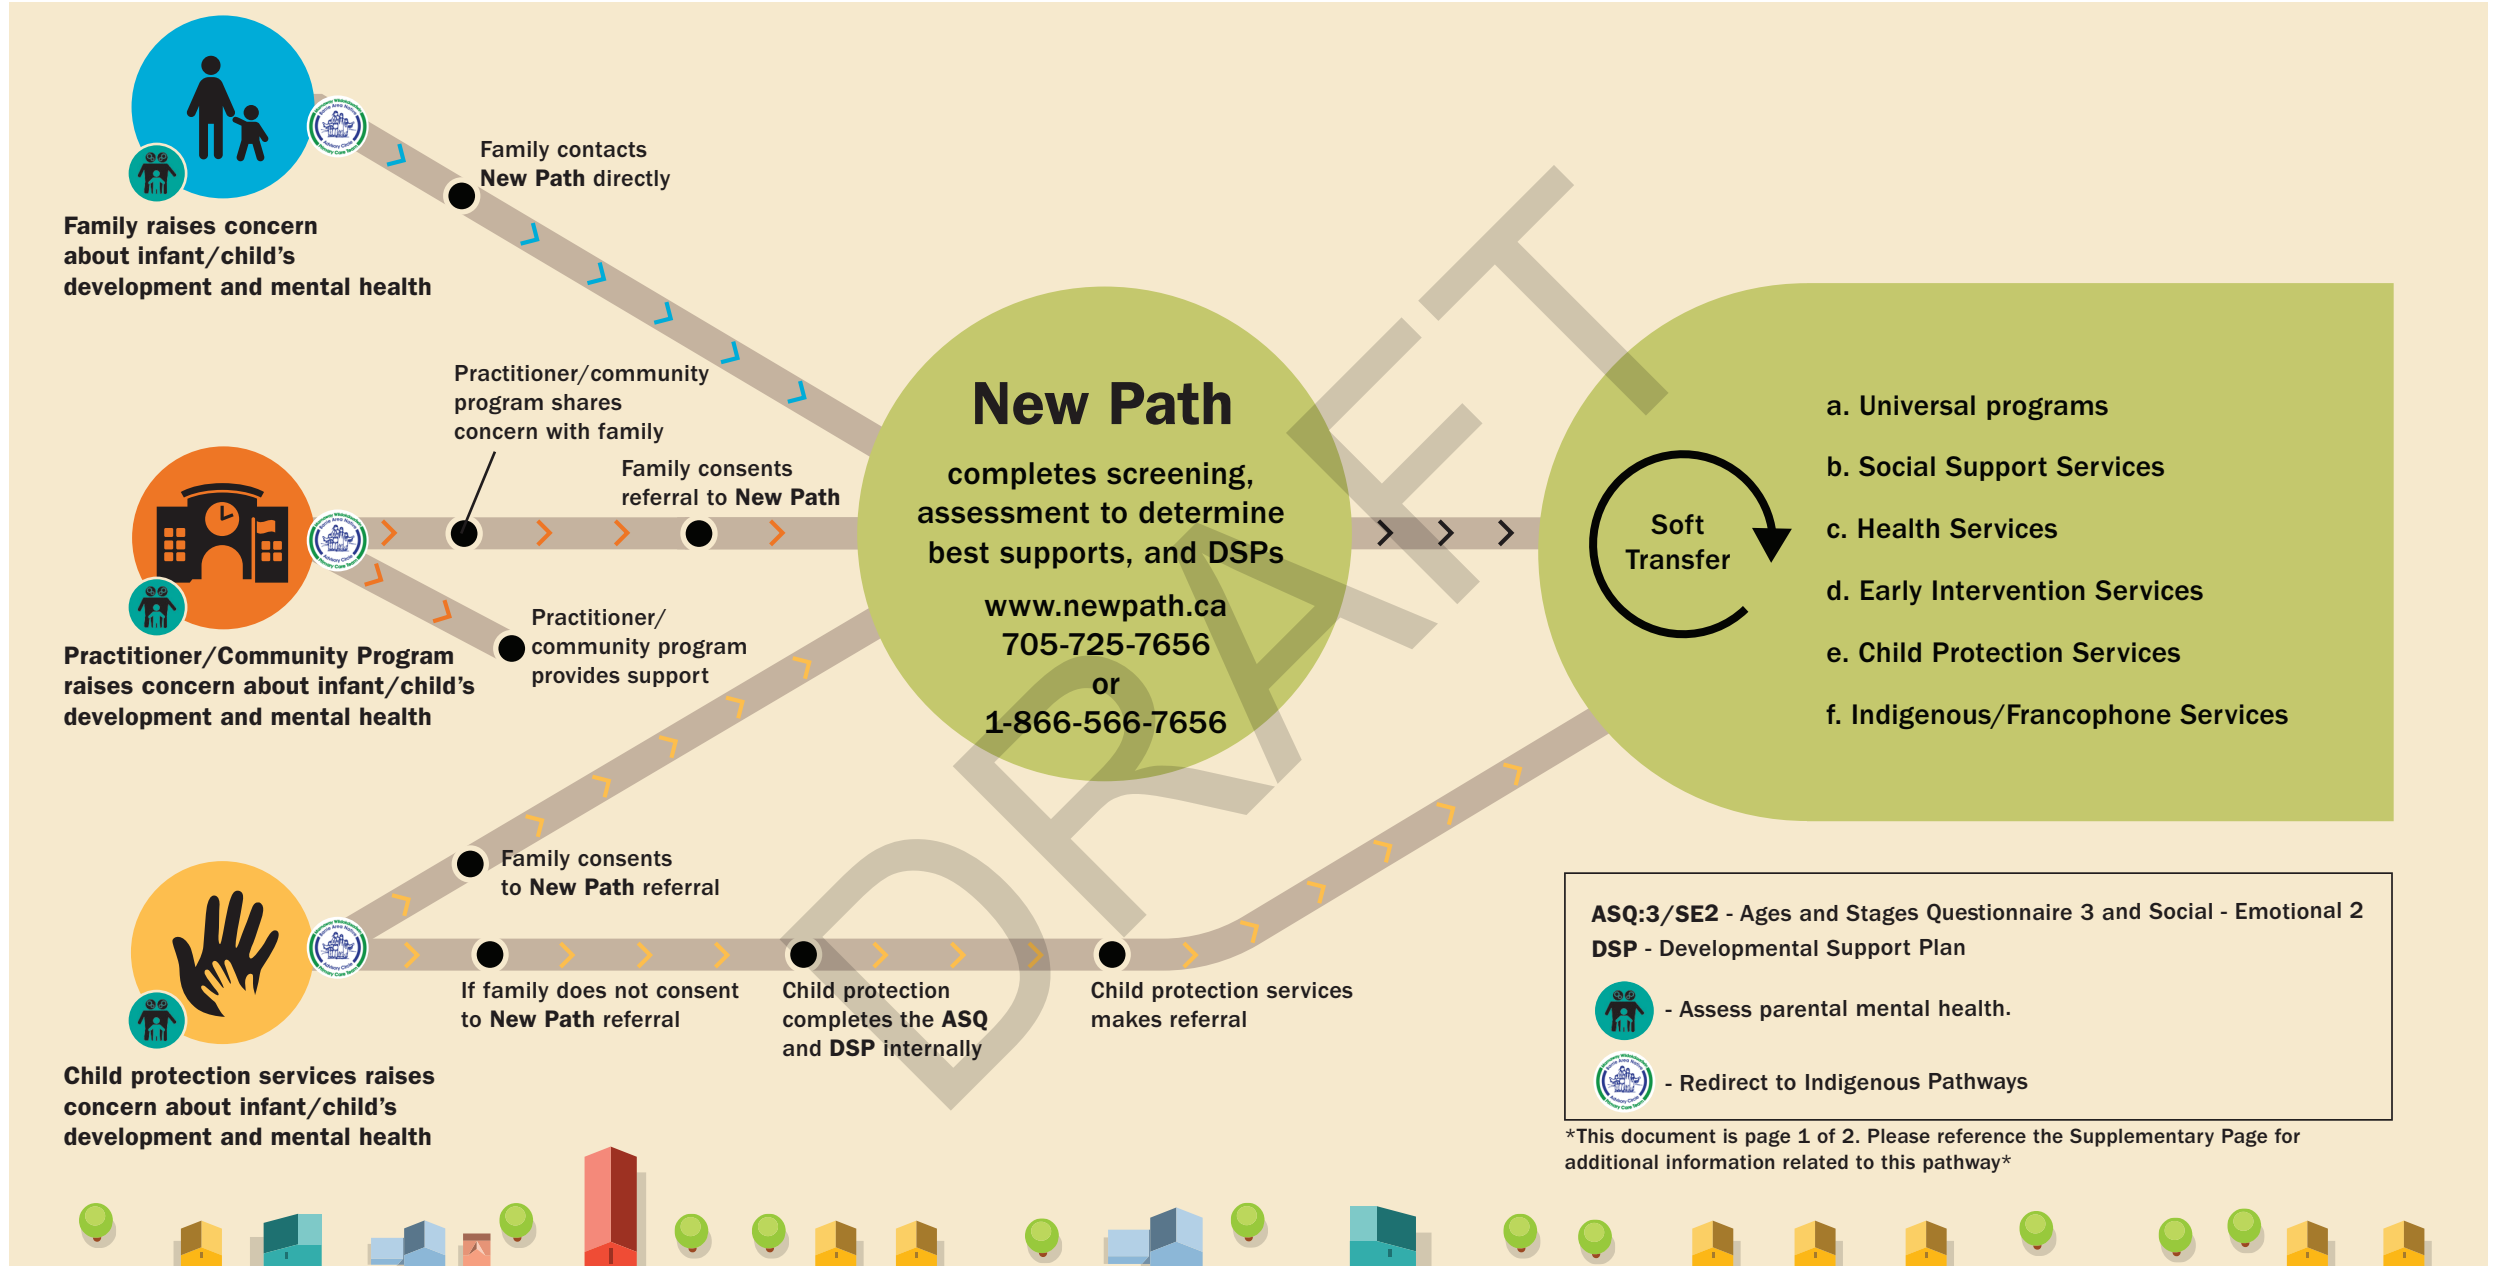 Family contacts
New Path directly
Family raises concern
about infant/child's
development and mental health
Practitioner/community
program shares
concern with family
Family consents
referral to New Path
Practitioner/
community program
provides support
Practitioner/Community Program
raises concern about infant/child's
development and mental health
Family consents
to New Path referral
If family does not consent
to New Path referral
Child protection
completes the ASQ
and DSP internally
Child protection services
makes referral
Child protection services raises
concern about infant/child's
development and mental health
New Path
completes screening,
assessment to determine
best supports, and DSPs
www.newpath.ca
705-725-7656
or
1-866-566-7656
DRAFT
Soft
Transfer
a. Universal programs
b. Social Support Services
c. Health Services
d. Early Intervention Services
e. Child Protection Services
f. Indigenous/Francophone Services
ASQ:3/SE2 - Ages and Stages Questionnaire 3 and Social - Emotional 2
DSP - Developmental Support Plan
- Assess parental mental health.
Barrie Area Native
Advisory Circle
Primary Care Team
- Redirect to Indigenous Pathways
*This document is page 1 of 2. Please reference the Supplementary Page for
additional information related to this pathway*